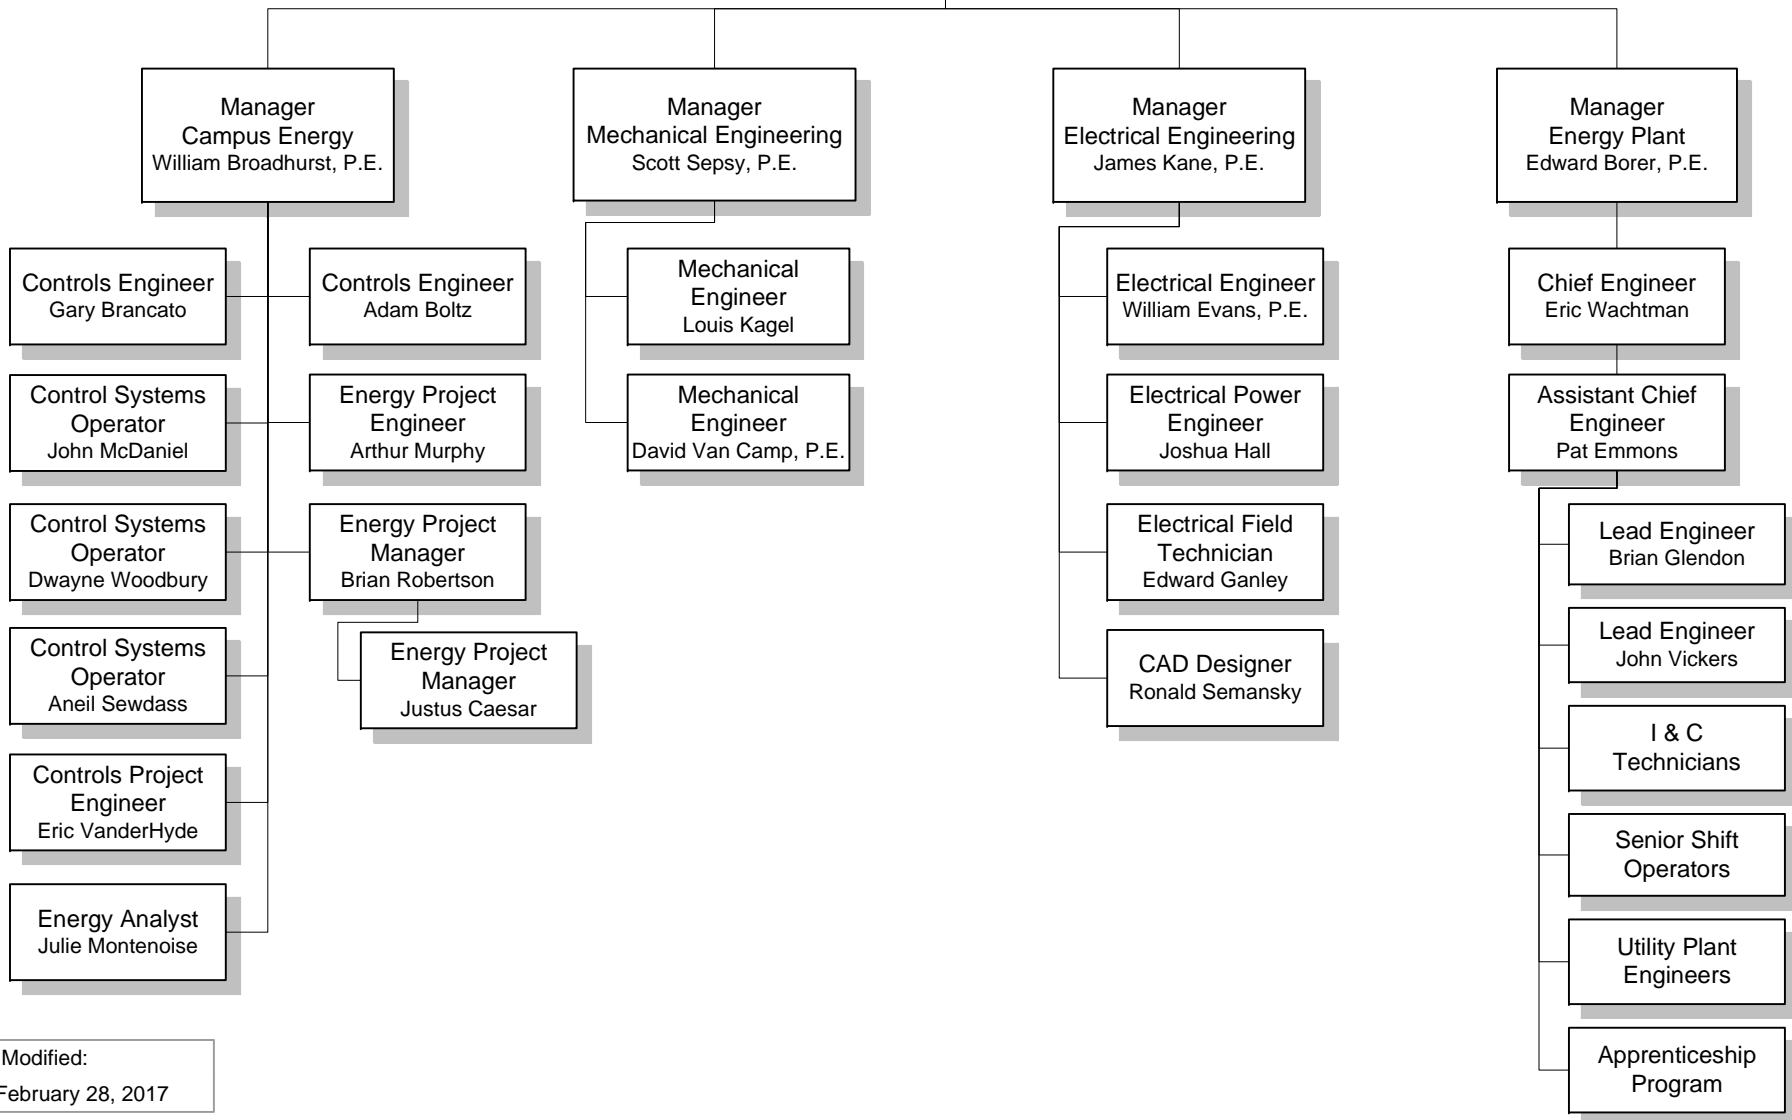 Manager
Campus Energy
William Broadhurst, P.E.
Manager
Mechanical Engineering
Scott Sepsy, P.E.
Manager
Electrical Engineering
James Kane, P.E.
Manager
Energy Plant
Edward Borer, P.E.
Controls Engineer
Gary Brancato
Controls Engineer
Adam Boltz
Control Systems
Operator
John McDaniel
Energy Project
Engineer
Arthur Murphy
Control Systems
Operator
Dwayne Woodbury
Energy Project
Manager
Brian Robertson
Control Systems
Operator
Aneil Sewdass
Energy Project
Manager
Justus Caesar
Controls Project
Engineer
Eric VanderHyde
Energy Analyst
Julie Montenoise
Mechanical
Engineer
Louis Kagel
Mechanical
Engineer
David Van Camp, P.E.
Electrical Engineer
William Evans, P.E.
Electrical Power
Engineer
Joshua Hall
Electrical Field
Technician
Edward Ganley
CAD Designer
Ronald Semansky
Chief Engineer
Eric Wachtman
Assistant Chief
Engineer
Pat Emmons
Lead Engineer
Brian Glendon
Lead Engineer
John Vickers
I & C
Technicians
Senior Shift
Operators
Utility Plant
Engineers
Apprenticeship
Program
Modified:
February 28, 2017